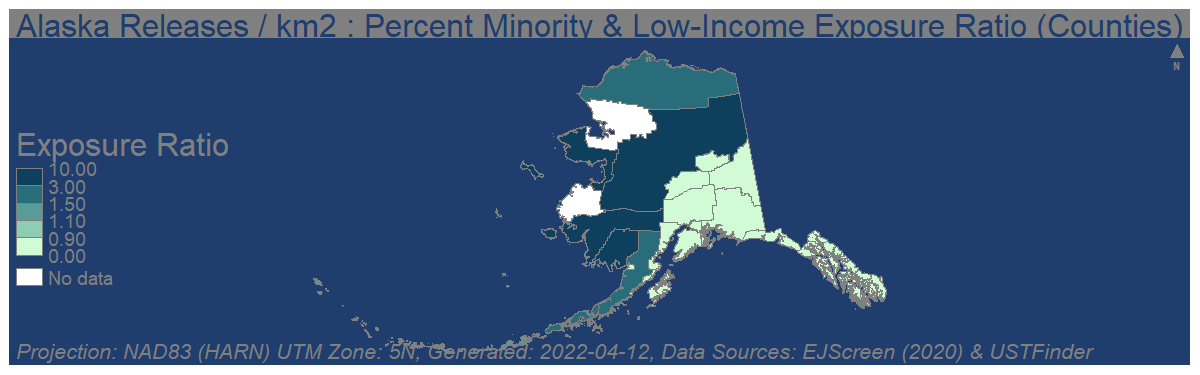 Alaska Releases / km2 : Percent Minority & Low-Income Exposure Ratio (Counties)
N
Exposure Ratio
10.00
3.00
1.50
1.10
0.90
0.00
No data
Projection: NAD83 (HARN) UTM Zone: 5N, Generated: 2022-04-12, Data Sources: EJScreen (2020) & USTFinder